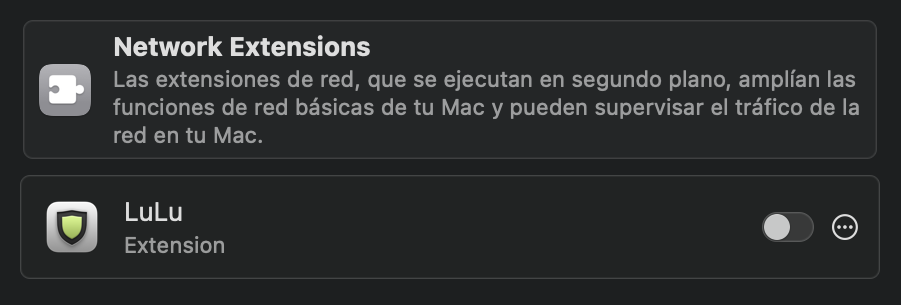 Network Extensions
Las extensiones de red, que se ejecutan en segundo plano, amplían las
funciones de red básicas de tu Mac y pueden supervisar el tráfico de la
red en tu Mac.
LuLu
Extension